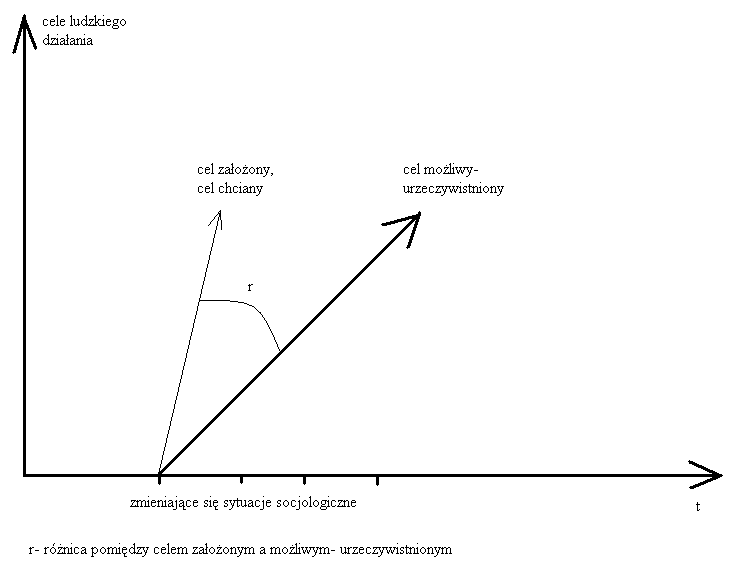 cele ludzkiego
działania
cel założony,
cel chciany
cel możliwy-
urzeczywistniony
r
zmieniające się sytuacje socjologiczne
t
r- różnica pomiędzy celem założonym a możliwym- urzeczywistnionym